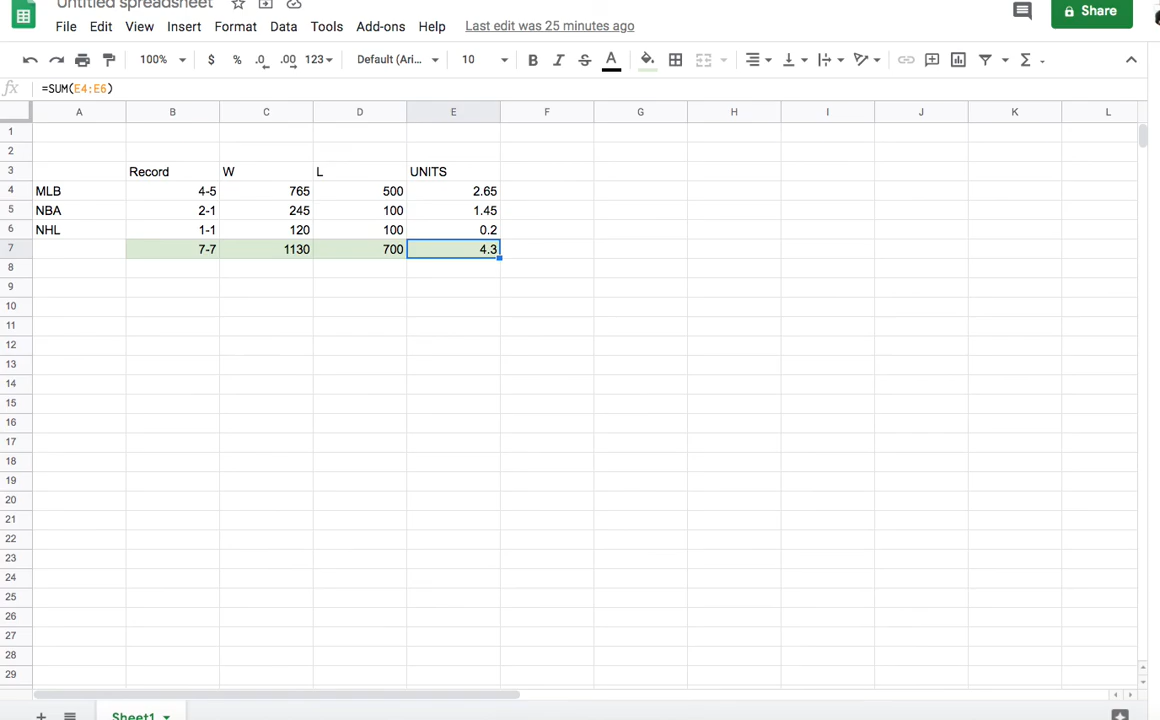 Untitled spreadsheet
File Edit View Insert Format Data Tools Add-ons Help Last edit was 25 minutes ago Share
100% $ % .0 .00 123 Default (Ari... 10 B I S A Σ
fx =SUM(E4:E6)
A B C D E F G H I J K L
1
2
3 Record W L UNITS
4 MLB 4-5 765 500 2.65
5 NBA 2-1 245 100 1.45
6 NHL 1-1 120 100 0.2
7 7-7 1130 700 4.3
8
9
10
11
12
13
14
15
16
17
18
19
20
21
22
23
24
25
26
27
28
29
Sheet1